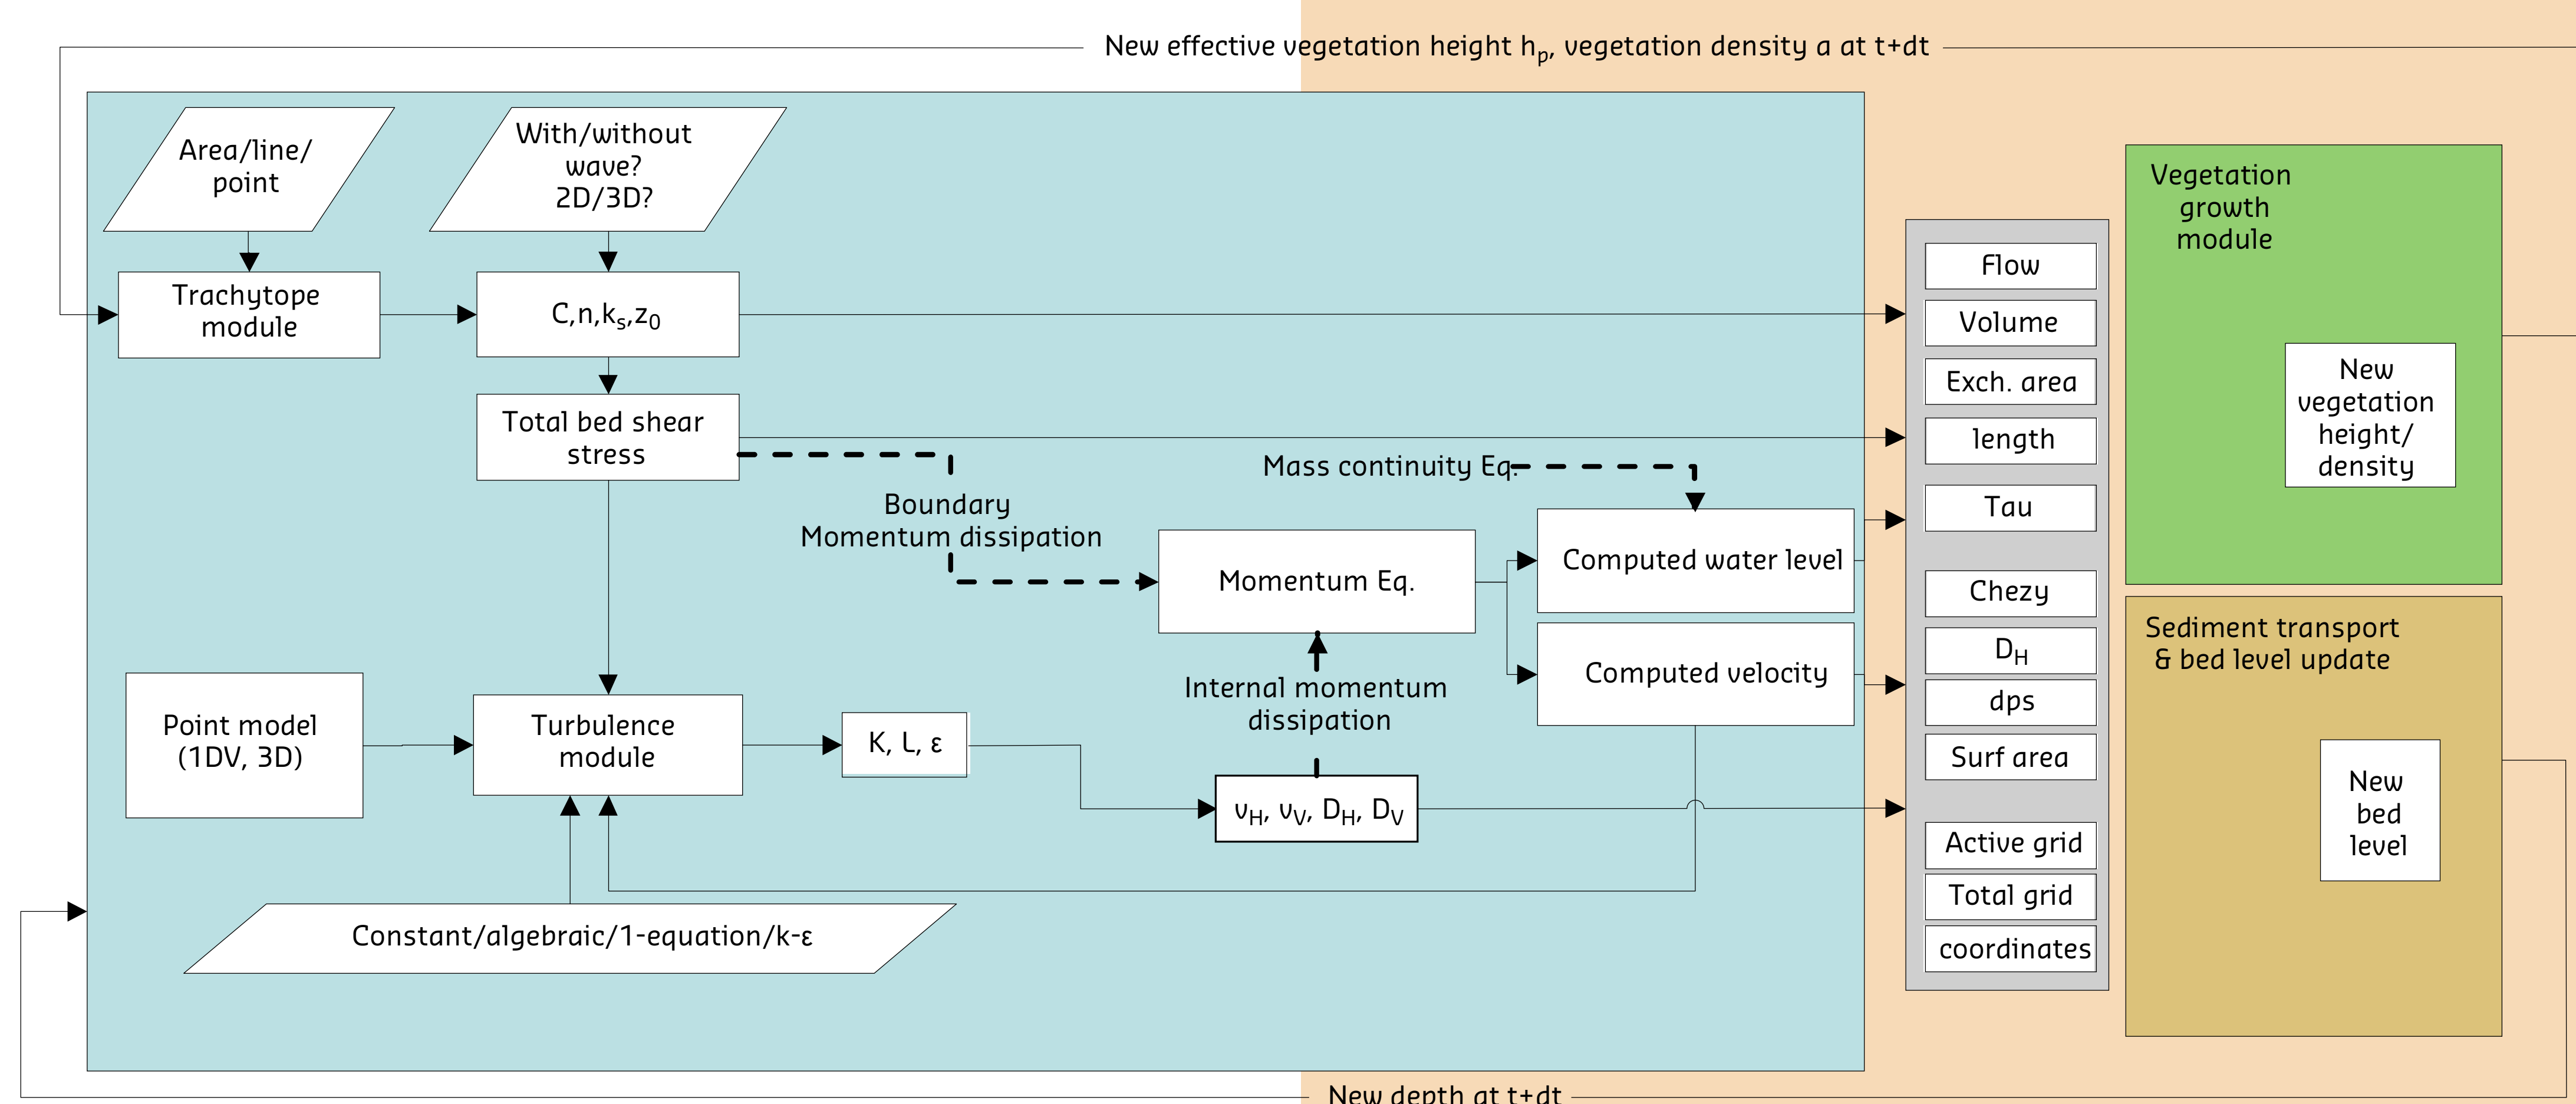 New effective vegetation height hp, vegetation density a at t+dt
Area/line/
point
With/without
wave?
2D/3D?
Trachytope
module
C,n,ks,z0
Total bed shear
stress
Boundary
Momentum dissipation
Mass continuity Eq.
Momentum Eq.
Computed water level
Computed velocity
Internal momentum
dissipation
Point model
(1DV, 3D)
Turbulence
module
K, L, ε
υH, υV, DH, DV
Constant/algebraic/1-equation/k-ε
Flow
Volume
Exch. area
length
Tau
Chezy
DH
dps
Surf area
Active grid
Total grid
coordinates
Vegetation
growth
module
New
vegetation
height/
density
Sediment transport
& bed level update
New
bed
level
New depth at t+dt